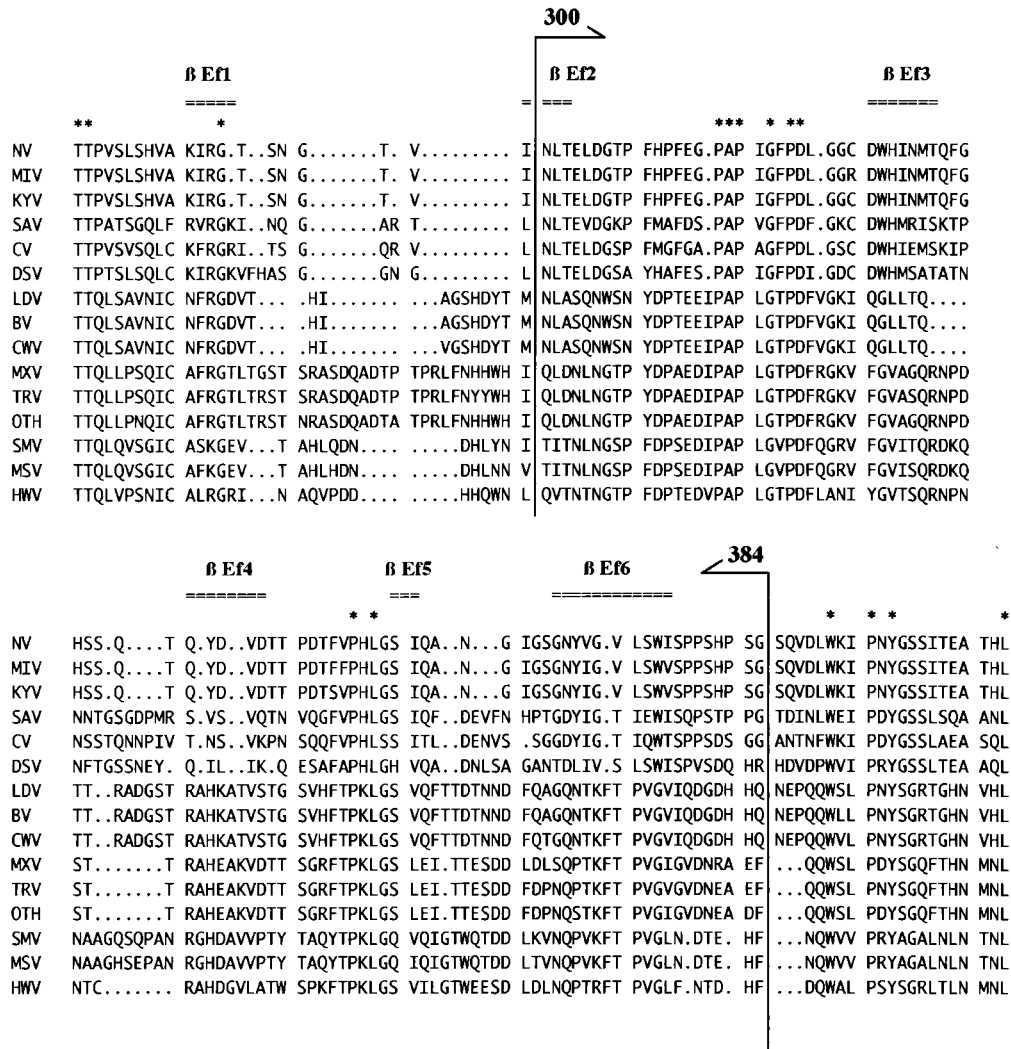 300
ß Ef1 ß Ef2 ß Ef3
===== = === =======
** * *** * **
NV TTPVSLSHVA KIRG.T..SN G.......T. V......... I NLTELDGTP FHPFEG.PAP IGFPDL.GGC DWHINMTQFG
MIV TTPVSLSHVA KIRG.T..SN G.......T. V......... I NLTELDGTP FHPFEG.PAP IGFPDL.GGR DWHINMTQFG
KYV TTPVSLSHVA KIRG.T..SN G.......T. V......... I NLTELDGTP FHPFEG.PAP IGFPDL.GGC DWHINMTQFG
SAV TTPATSGQLF RVRGKI..NQ G.......AR T......... L NLTEVDGKP FMAFDS.PAP VGFPDF.GKC DWHMRISKTP
CV TTPVSVSQLC KFRGRI..TS G.......QR V......... L NLTELDGSP FMGFGA.PAP AGFPDL.GSC DWHIEMSKIP
DSV TTPTSLSQLC KIRGKVFHAS G.......GN G......... L NLTELDGSA YHAFES.PAP IGFPDI.GDC DWHMSATATN
LDV TTQLSAVNIC NFRGDVT... .HI....... ..AGSHDYT M NLASQNWSN YDPTEEIPAP LGTPDFVGKI QGLLTQ....
BV TTQLSAVNIC NFRGDVT... .HI....... ..AGSHDYT M NLASQNWSN YDPTEEIPAP LGTPDFVGKI QGLLTQ....
CWV TTQLSAVNIC NFRGDVT... .HI....... ..VGSHDYT M NLASQNWSN YDPTEEIPAP LGTPDFVGKI QGLLTQ....
MXV TTQLLPSQIC AFRGTLTGST SRASDQADTP TPRLFNHHWH I QLDNLNGTP YDPAEDIPAP LGTPDFRGKV FGVAGQRNPD
TRV TTQLLPSQIC AFRGTLTRST SRASDQADTP TPRLFNYYWH I QLDNLNGTP YDPAEDIPAP LGTPDFRGKV FGVASQRNPD
OTH TTQLLPNQIC AFRGTLTRST NRASDQADTA TPRLFNHHWH I QLDNLNGTP YDPAEDIPAP LGTPDFRGKV FGVAGQRNPD
SMV TTQLQVSGIC ASKGEV...T AHLQDN.... ....DHLYN I TITNLNGSP FDPSEDIPAP LGVPDFQGRV FGVITQRDKQ
MSV TTQLQVSGIC AFKGEV...T AHLHDN.... ....DHLNN V TITNLNGSP FDPSEDIPAP LGVPDFQGRV FGVISQRDKQ
HWV TTQLVPSNIC ALRGRI...N AQVPDD.... ....HHQWN L QVTNTNGTP FDPTEDVPAP LGTPDFLANI YGVTSQRNPN
384
ß Ef4 ß Ef5 ß Ef6
======== === ============
* * * ** *
NV HSS.Q....T Q.YD..VDTT PDTFVPHLGS IQA..N...G IGSGNYVG.V LSWISPPSHP SG SQVDLWKI PNYGSSITEA THL
MIV HSS.Q....T Q.YD..VDTT PDTFFPHLGS IQA..N...G IGSGNYVG.V LSWISPPSHP SG SQVDLWKI PNYGSSITEA THL
KYV HSS.Q....T Q.YD..VDTT PDTSVPHLGS IQA..N...G IGSGNYIG.V LSWVSPPSHP SG SQVDLWKI PNYGSSITEA THL
SAV NNTGSGDPMR S.VS..VQTN VQGFVPHLGS IQF..DEVFN HPTGDYIG.T IEWISQPSTP PG TDINLWEI PDYGSSLSQA ANL
CV NSSTQNNPIV T.NS..VKPN SQQFVPHLSS ITL..DENVS .SGGDYIG.T IQWTSPPSDS GG ANTNFWKI PDYGSSLAEA SQL
DSV NFTGSSNEY. Q.IL..IK.Q ESAFAPHLGH VQA..DNLSA GANTDLIV.S LSWISPVSDQ HR HDVDPWVI PRYGSSLTEA AQL
LDV TT..RADGST RAHKATVSTG SVHFTPKLGS VQFTTDTNND FQAGQNTKFT PVGVIQDGDH HQ NEPQQWSL PNYSGRTGHN VHL
BV TT..RADGST RAHKATVSTG SVHFTPKLGS VQFTTDTNND FQAGQNTKFT PVGVIQDGDH HQ NEPQQWLL PNYSGRTGHN VHL
CWV TT..RADGST RAHKATVSTG SVHFTPKLGS VQFTTDTNND FQTGQNTKFT PVGVIQDGDH HQ NEPQQWVL PNYSGRTGHN VHL
MXV ST.......T RAHEAKVDTT SGRFTPKLGS LEI.TTESDD LDLSQPTKFT PVGIGVDNRA EF ...QQWSL PDYSGQFTHN MNL
TRV ST.......T RAHEAKVDTT SGRFTPKLGS LEI.TTESDD FDPNQPTKFT PVGVGVDNEA EF ...QQWSL PNYSGQFTHN MNL
OTH ST.......T RAHEAKVDTT SGRFTPKLGS LEI.TTESDD FDPNQSTKFT PVGIGVDNEA DF ...QQWSL PDYSGQFTHN MNL
SMV NAAGQSQPAN RGHDAVVPTY TAQYTPKLGQ VQIGTWQTDD LKVNQPVKFT PVGLN.DTE. HF ...NQWVV PRYAGALNLN TNL
MSV NAAGHSEPAN RGHDAVVPTY TAQYTPKLGQ IQIGTWQTDD LTVNQPVKFT PVGLN.DTE. HF ...NQWVV PRYAGALNLN TNL
HWV NTC....... RAHDGVLATW SPKFTPKLGS VILGTWEESD LDLNQPTRFT PVGLF.NTD. HF ...DQWAL PSYSGRLTLN MNL